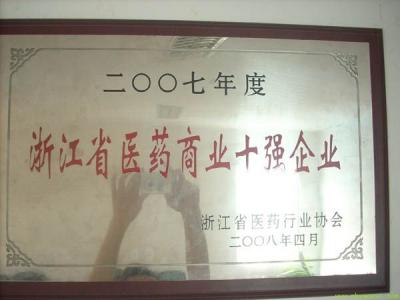 二〇〇七年度
浙江省医药商业十强企业
浙江省医药行业协会
二〇〇八年四月